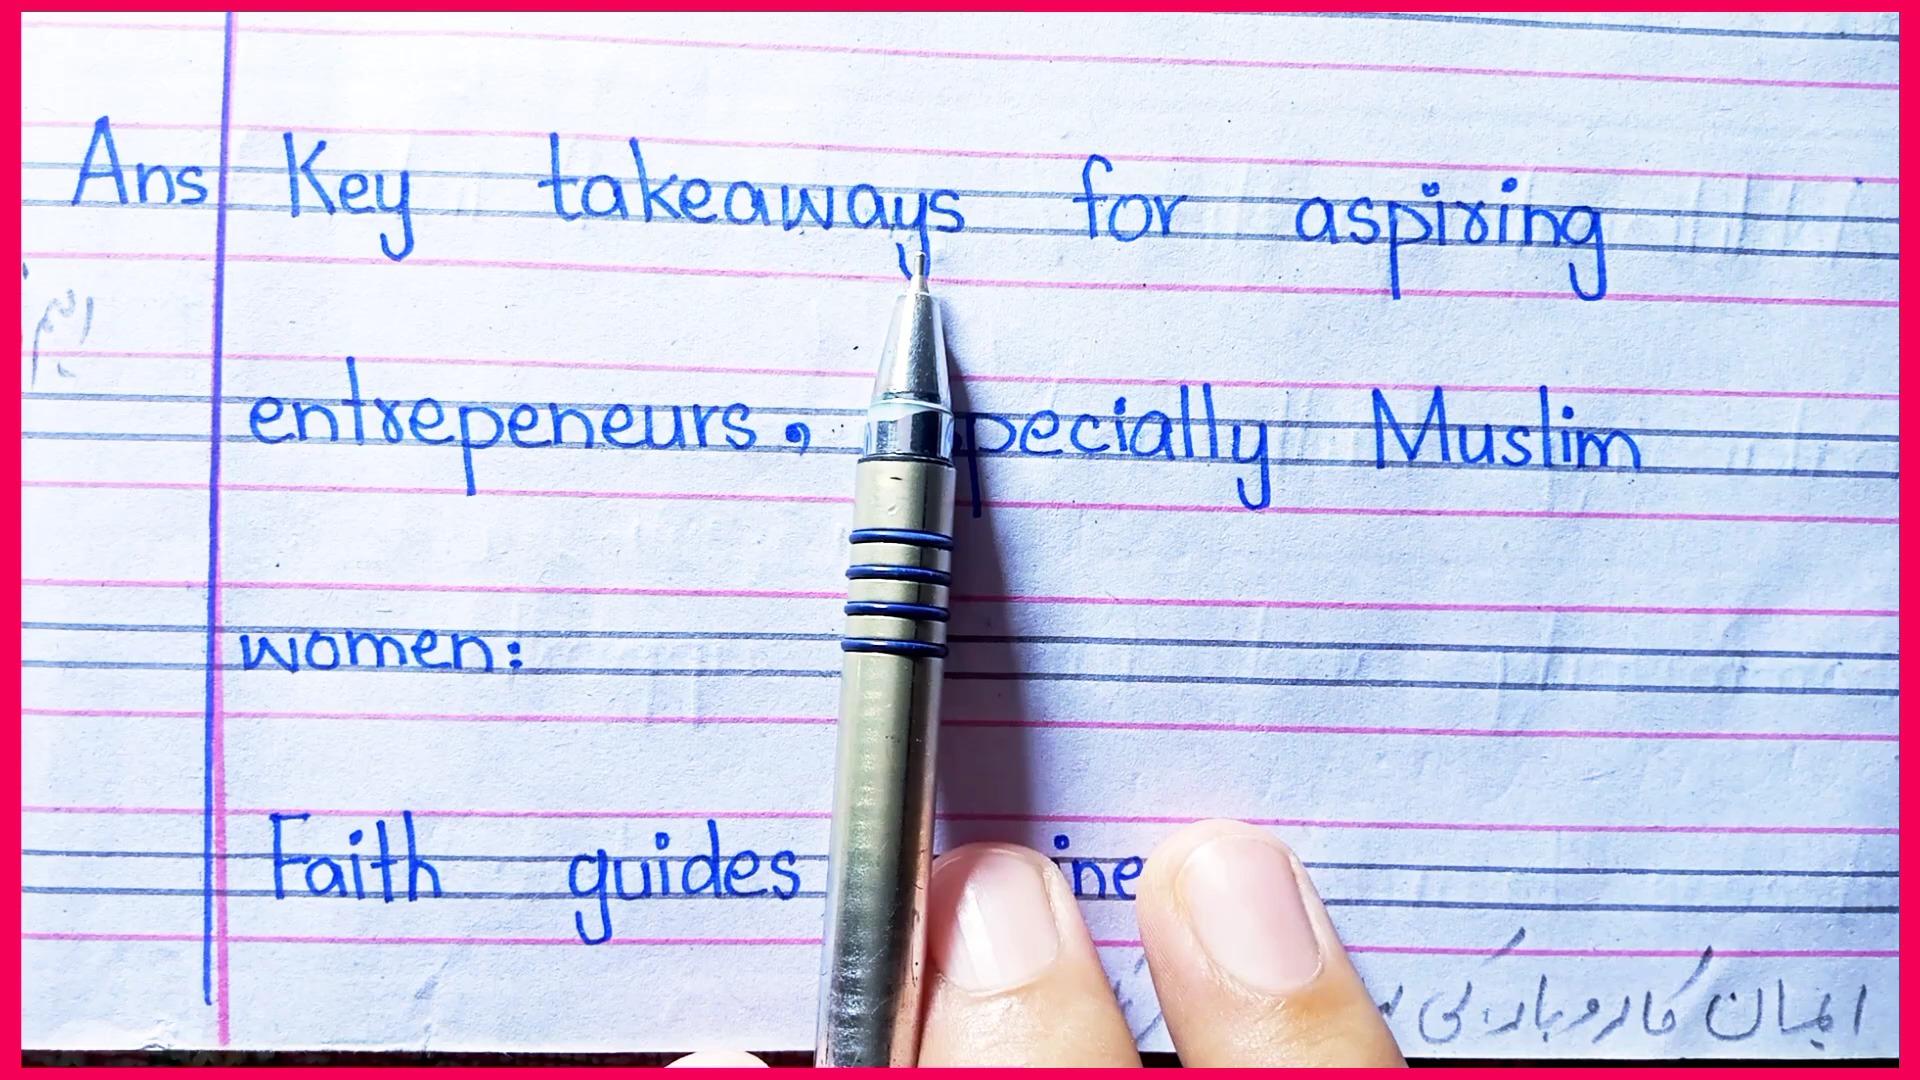 Ans Key takeaways for aspiring
entrepeneurs, pecially Muslim
women:
Faith guides ine
ایمان کاروبار کی